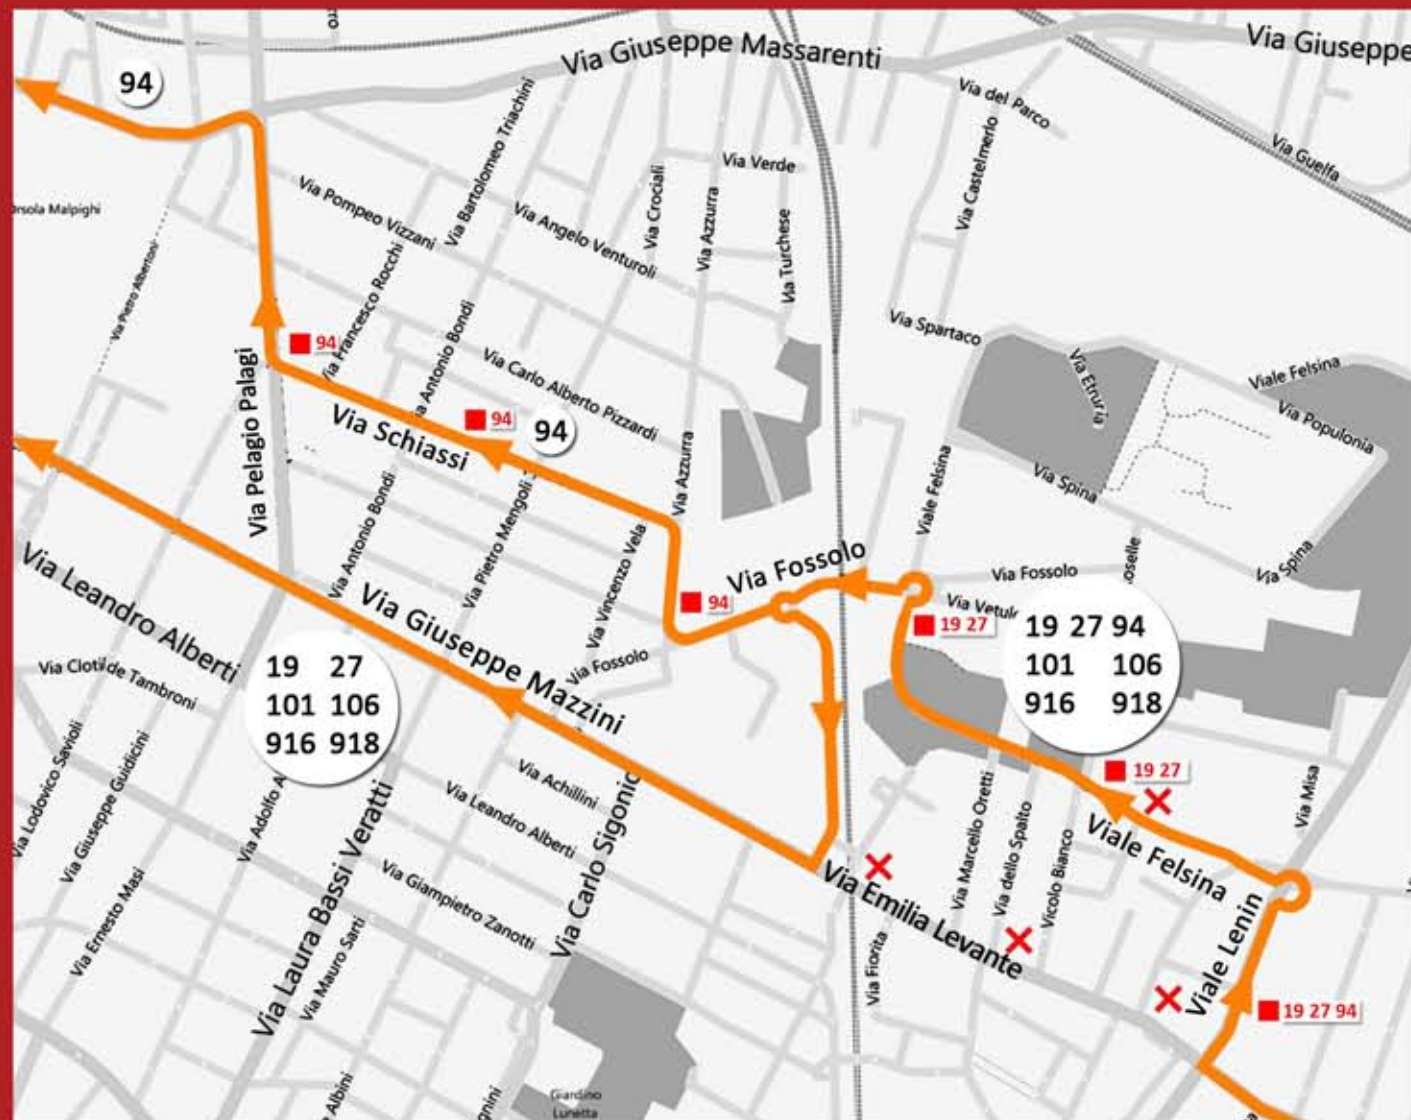 Via Giuseppe Massarenti
Via Giuseppe
94
Via del Parco
Via Castelmerlo
Via Guelfa
Via Bartolomeo Triachini
Via Verde
Via Crociali
Via Azzurra
Via Turchese
Via Pompeo Vizzani
Via Angelo Venturoli
Orsola Malpighi
Via Pietro Albertoni
Via Francesco Rocchi
Via Antonio Bondi
Via Spartaco
Via Etruria
Viale Felsina
Via Populonia
94
Via Carlo Alberto Pizzardi
Via Pelagio Palagi
Via Schiassi
94
94
Via Azzurra
Viale Felsina
Via Spina
Via Spina
Via Antonio Bondi
Via Pietro Mengoli
Via Vincenzo Vela
Via Fossolo
Via Fossolo
94
19 27
19 27 94
101 106
916 918
Via Leandro Alberti
Via Giuseppe Mazzini
Via Fossolo
Via Clotilde Tambroni
19 27
101 106
916 918
Via Lodovico Savioli
Via Giuseppe Guidicini
Via Adolfo A
Via Achillini
Via Leandro Alberti
Via Carlo Sigonio
19 27
Via Misa
Viale Felsina
Via Marcello Oretti
Via dello Spalto
Vicolo Bianco
Via Emilia Levante
Via Laura Bassi Veratti
Via Giampietro Zanotti
Via Ernesto Masi
Via Mauro Sarti
Via Fiorita
Viale Lenin
19 27 94
Albini
gnini
Giardino
Lunetta